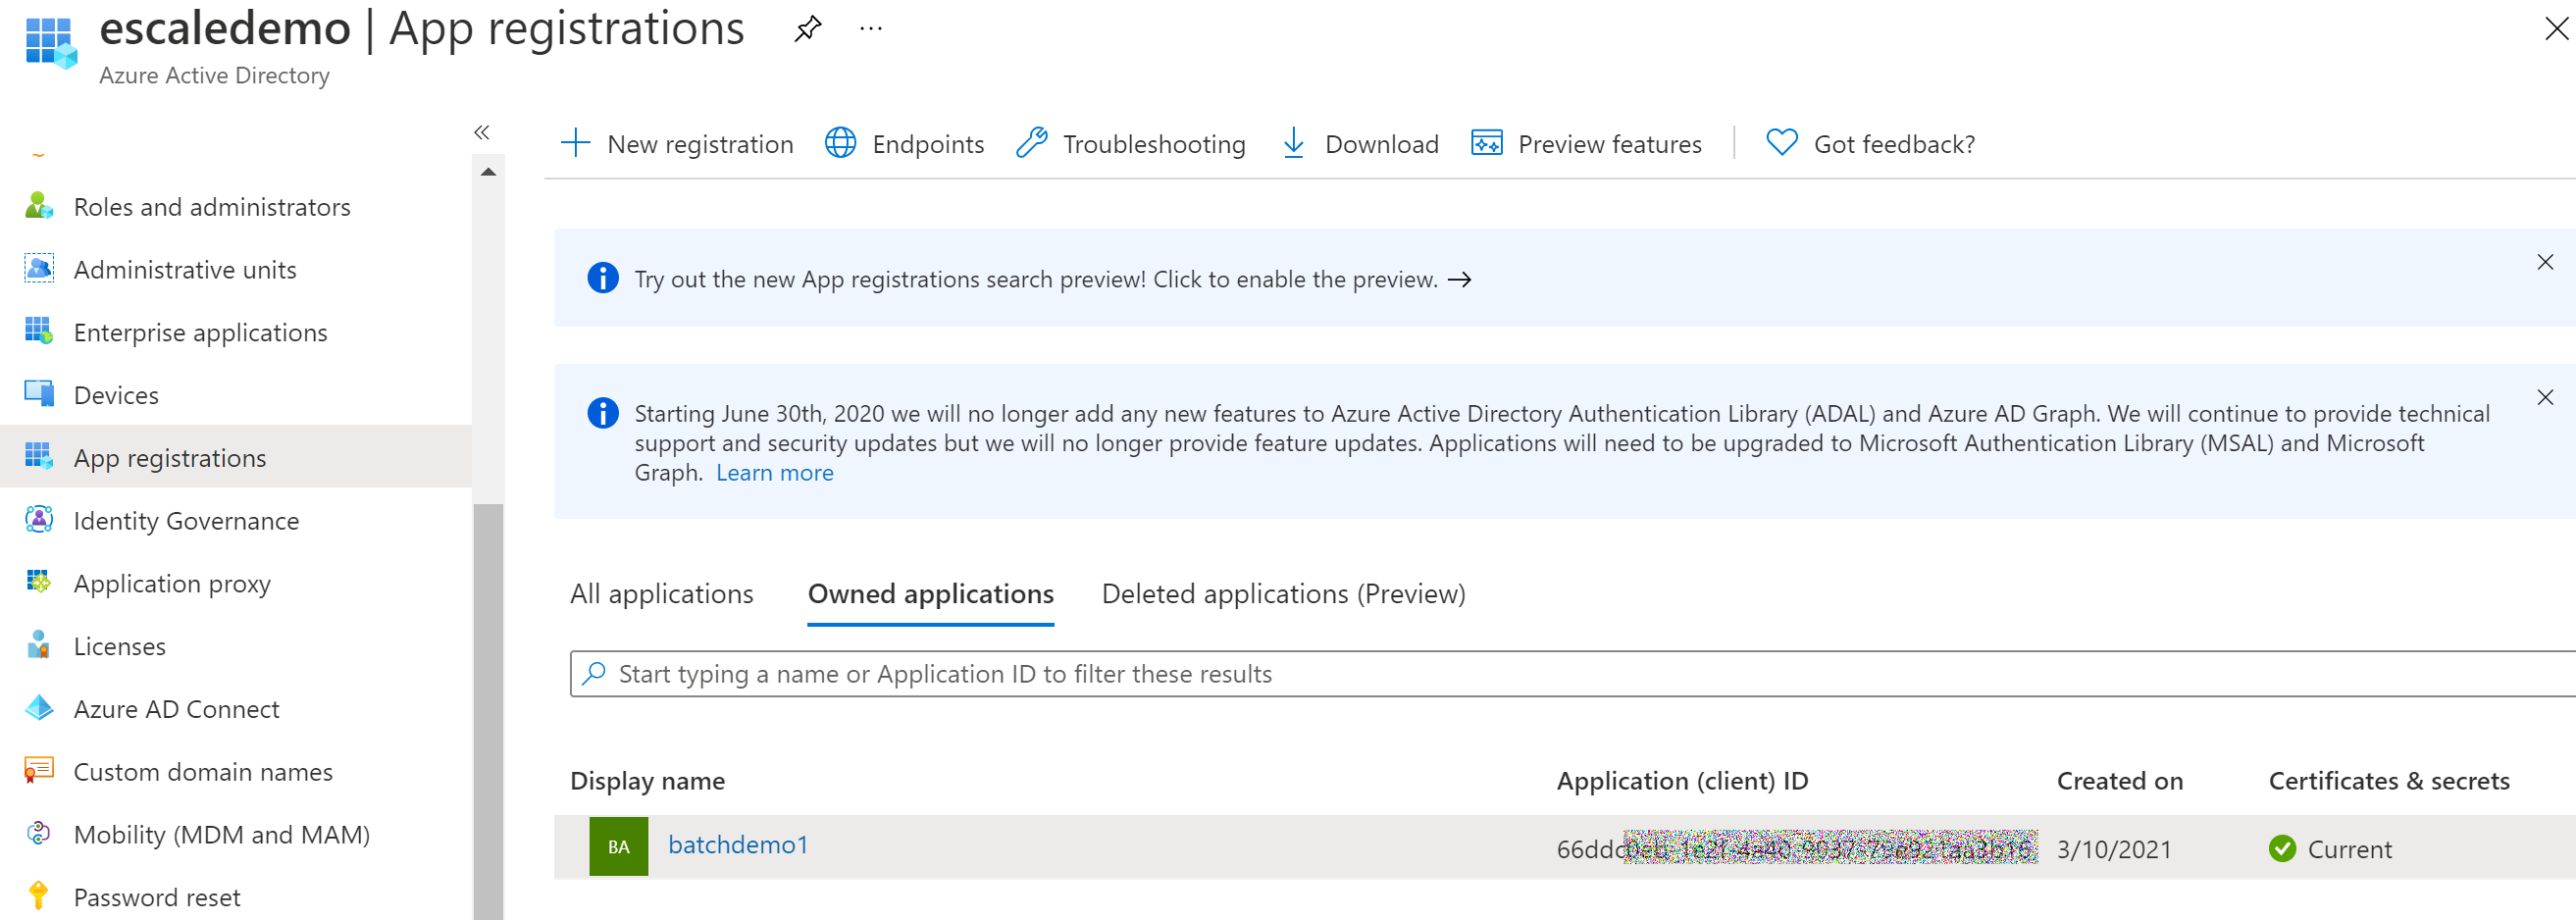 escaledemo | App registrations
Azure Active Directory
Roles and administrators
Administrative units
Enterprise applications
Devices
App registrations
Identity Governance
Application proxy
Licenses
Azure AD Connect
Custom domain names
Mobility (MDM and MAM)
Password reset
New registration
Endpoints
Troubleshooting
Download
Preview features
Got feedback?
Try out the new App registrations search preview! Click to enable the preview. →
Starting June 30th, 2020 we will no longer add any new features to Azure Active Directory Authentication Library (ADAL) and Azure AD Graph. We will continue to provide technical
support and security updates but we will no longer provide feature updates. Applications will need to be upgraded to Microsoft Authentication Library (MSAL) and Microsoft
Graph. Learn more
All applications
Owned applications
Deleted applications (Preview)
Start typing a name or Application ID to filter these results
Display name
Application (client) ID
Created on
Certificates & secrets
BA
batchdemo1
3/10/2021
Current